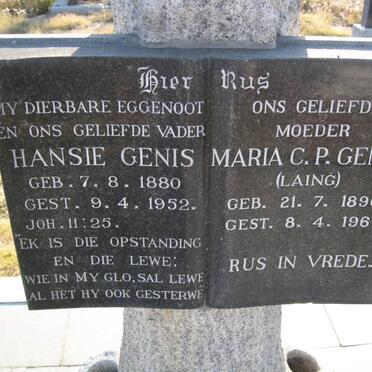 Hier Rus
MY DIERBARE EGGENOOT
EN ONS GELIEFDE VADER
HANSIE GENIS
GEB. 7. 8. 1880
GEST. 9. 4. 1952.
JOH. 11:25.
"EK IS DIE OPSTANDING
EN DIE LEWE:
WIE IN MY GLO, SAL LEWE
AL HET HY OOK GESTERWE
ONS GELIEFD
MOEDER
MARIA C. P. GE
(LAING)
GEB. 21. 7. 189
GEST. 8. 4. 196
RUS IN VREDE.